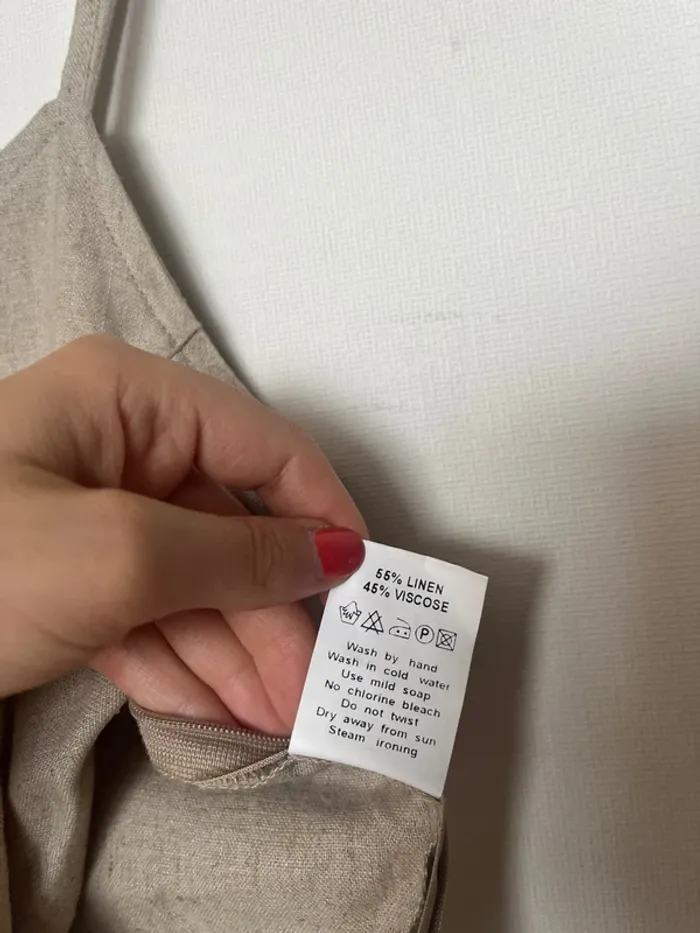 55% LINEN
45% VISCOSE
P
Wash by hand
Wash in cold water
Use mild soap
No chlorine bleach
Do not twist
Dry away from sun
Steam ironing